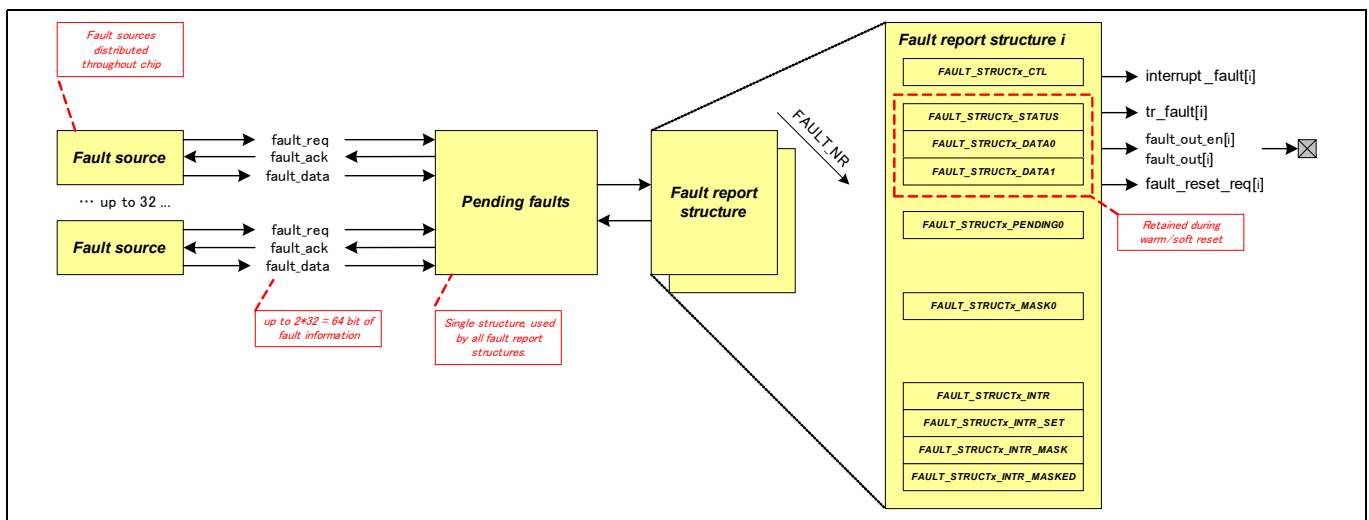 Fault sources
distributed
throughout chip
Fault source
fault_req
fault_ack
fault_data
… up to 32 ...
Fault source
fault_req
fault_ack
fault_data
up to 2*32 = 64 bit of
fault information
Pending faults
Single structure, used
by all fault report
structures.
Fault report
structure
FAULT_NR
Fault report structure i
FAULT_STRUCTx_CTL
FAULT_STRUCTx_STATUS
FAULT_STRUCTx_DATA0
FAULT_STRUCTx_DATA1
FAULT_STRUCTx_PENDING0
FAULT_STRUCTx_MASK0
FAULT_STRUCTx_INTR
FAULT_STRUCTx_INTR_SET
FAULT_STRUCTx_INTR_MASK
FAULT_STRUCTx_INTR_MASKED
interrupt_fault[i]
tr_fault[i]
fault_out_en[i]
fault_out[i]
fault_reset_req[i]
Retained during
warm/soft reset